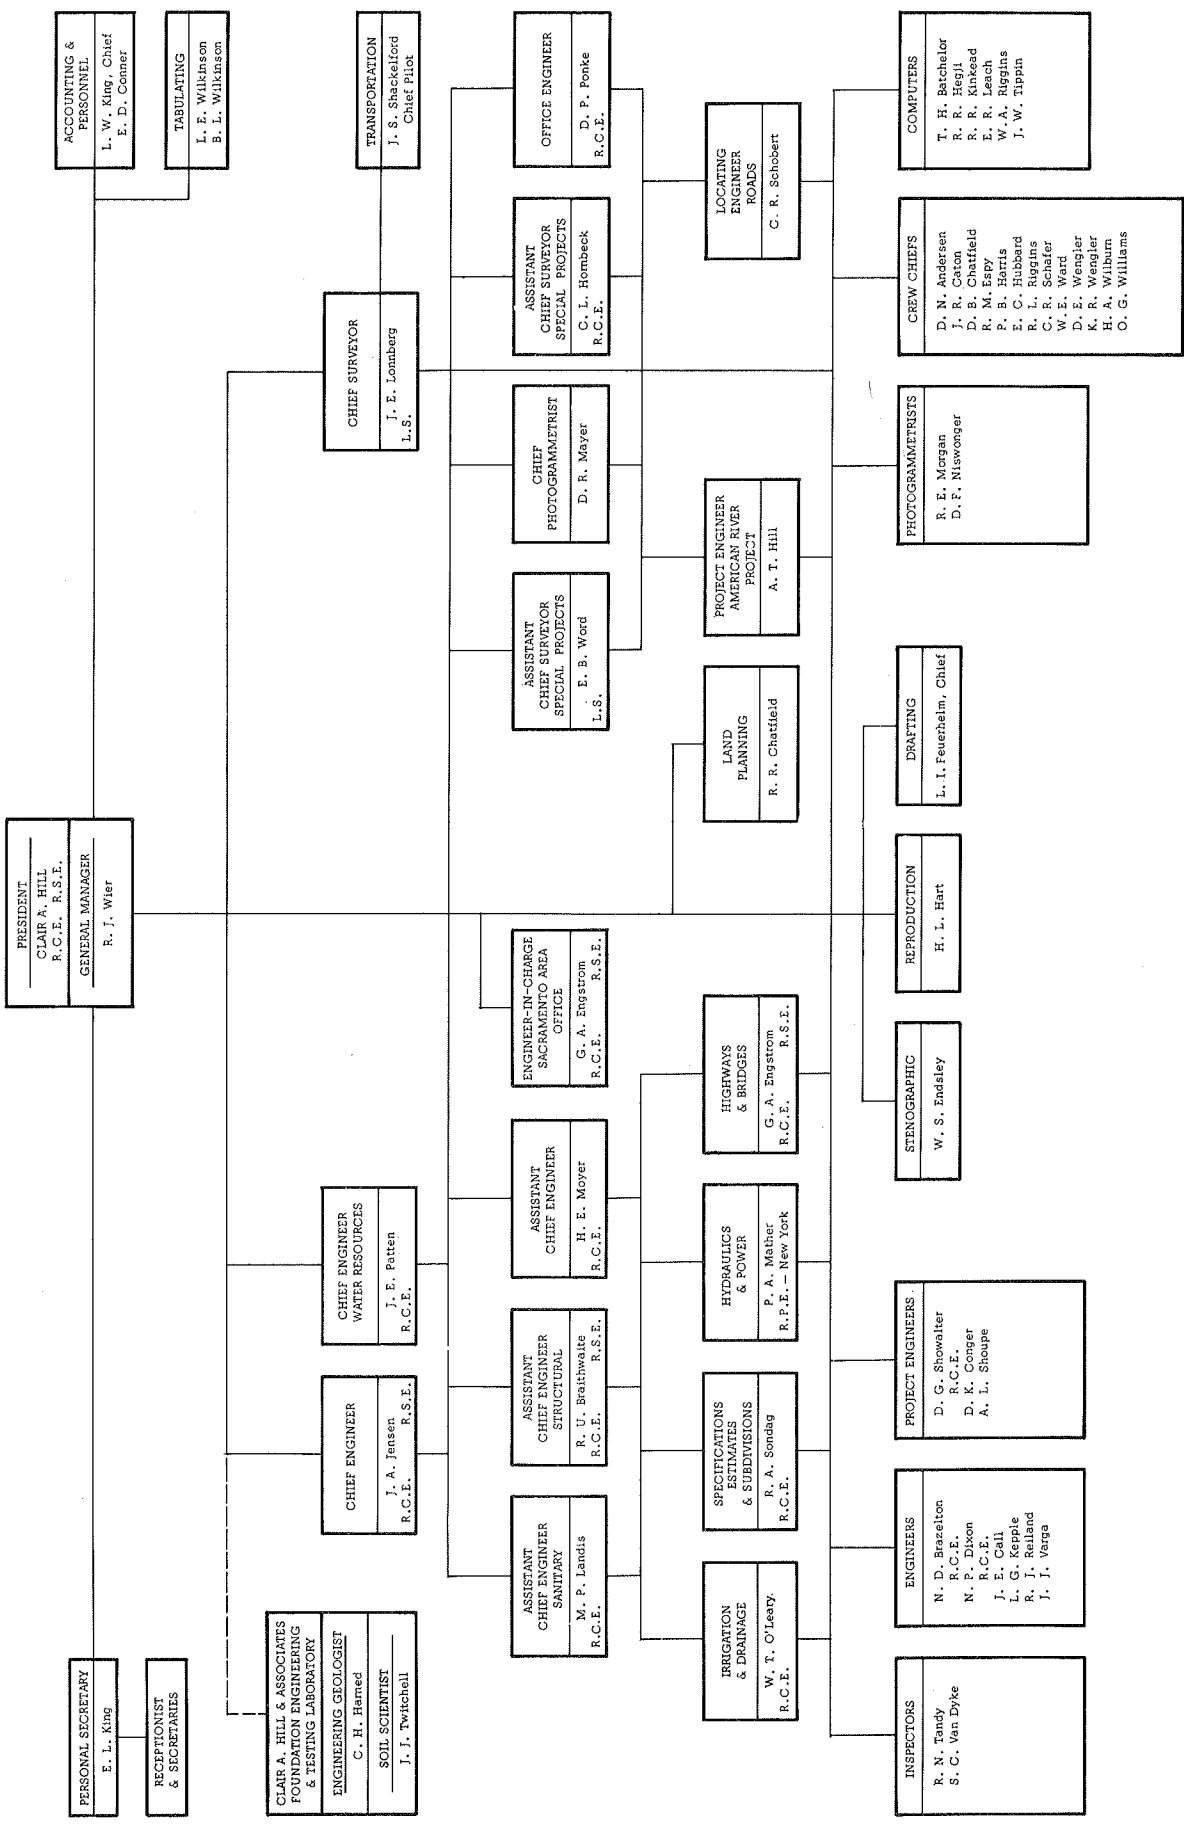 PRESIDENT
CLAIR A. HILL
R.C.E. R.S.E.
GENERAL MANAGER
R. J. Wier
PERSONAL SECRETARY
E. L. King
RECEPTIONIST
& SECRETARIES
ACCOUNTING &
PERSONNEL
L. W. King, Chief
E. D. Conner
TABULATING
L. E. Wilkinson
B. L. Wilkinson
CLAIR A. HILL & ASSOCIATES
FOUNDATION ENGINEERING
& TESTING LABORATORY
ENGINEERING GEOLOGIST
C. H. Harned
SOIL SCIENTIST
J. J. Twitchell
CHIEF ENGINEER
J. A. Jensen
R.C.E. R.S.E.
CHIEF ENGINEER
WATER RESOURCES
J. E. Patten
R.C.E.
CHIEF SURVEYOR
J. E. Lonnberg
L.S.
TRANSPORTATION
J. S. Shackelford
Chief Pilot
ASSISTANT
CHIEF ENGINEER
SANITARY
M. P. Landis
R.C.E.
ASSISTANT
CHIEF ENGINEER
STRUCTURAL
R. U. Braithwaite
R.C.E. R.S.E.
ASSISTANT
CHIEF ENGINEER
H. E. Moyer
R.C.E.
ENGINEER-IN-CHARGE
SACRAMENTO AREA
OFFICE
G. A. Engstrom
R.C.E. R.S.E.
ASSISTANT
CHIEF SURVEYOR
SPECIAL PROJECTS
E. B. Word
L.S.
CHIEF
PHOTOGRAMMETRIST
D. R. Mayer
ASSISTANT
CHIEF SURVEYOR
SPECIAL PROJECTS
C. L. Hornbeck
R.C.E.
OFFICE ENGINEER
D. P. Ponke
R.C.E.
IRRIGATION
& DRAINAGE
W. T. O'Leary.
R.C.E.
SPECIFICATIONS
ESTIMATES
& SUBDIVISIONS
R. A. Sondag
R.C.E.
HYDRAULICS
& POWER
P. A. Mather
R.P.E. — New York
HIGHWAYS
& BRIDGES
G. A. Engstrom
R.C.E. R.S.E.
LAND
PLANNING
R. R. Chatfield
PROJECT ENGINEER
AMERICAN RIVER
PROJECT
A. T. Hill
LOCATING
ENGINEER
ROADS
C. R. Schobert
INSPECTORS
R. N. Tandy
S. C. Van Dyke
ENGINEERS
N. D. Brazelton
R.C.E.
N. P. Dixon
R.C.E.
J. E. Call
L. G. Kepple
R. J. Reiland
J. J. Varga
PROJECT ENGINEERS
D. G. Showalter
R.C.E.
D. K. Conger
A. L. Shoupe
STENOGRAPHIC
W. S. Endsley
REPRODUCTION
H. L. Hart
DRAFTING
L. I. Feuerhelm, Chief
PHOTOGRAMMETRISTS
R. E. Morgan
D. F. Niswonger
CREW CHIEFS
D. N. Andersen
J. R. Caton
D. B. Chatfield
R. M. Espy
P. B. Harris
E. C. Hubbard
R. L. Riggins
C. R. Schafer
W. E. Ward
D. E. Wengler
K. R. Wengler
H. A. Wilburn
O. G. Williams
COMPUTERS
T. H. Batchelor
R. R. Hegji
R. R. Kinkead
E. R. Leach
W. A. Riggins
J. W. Tippin